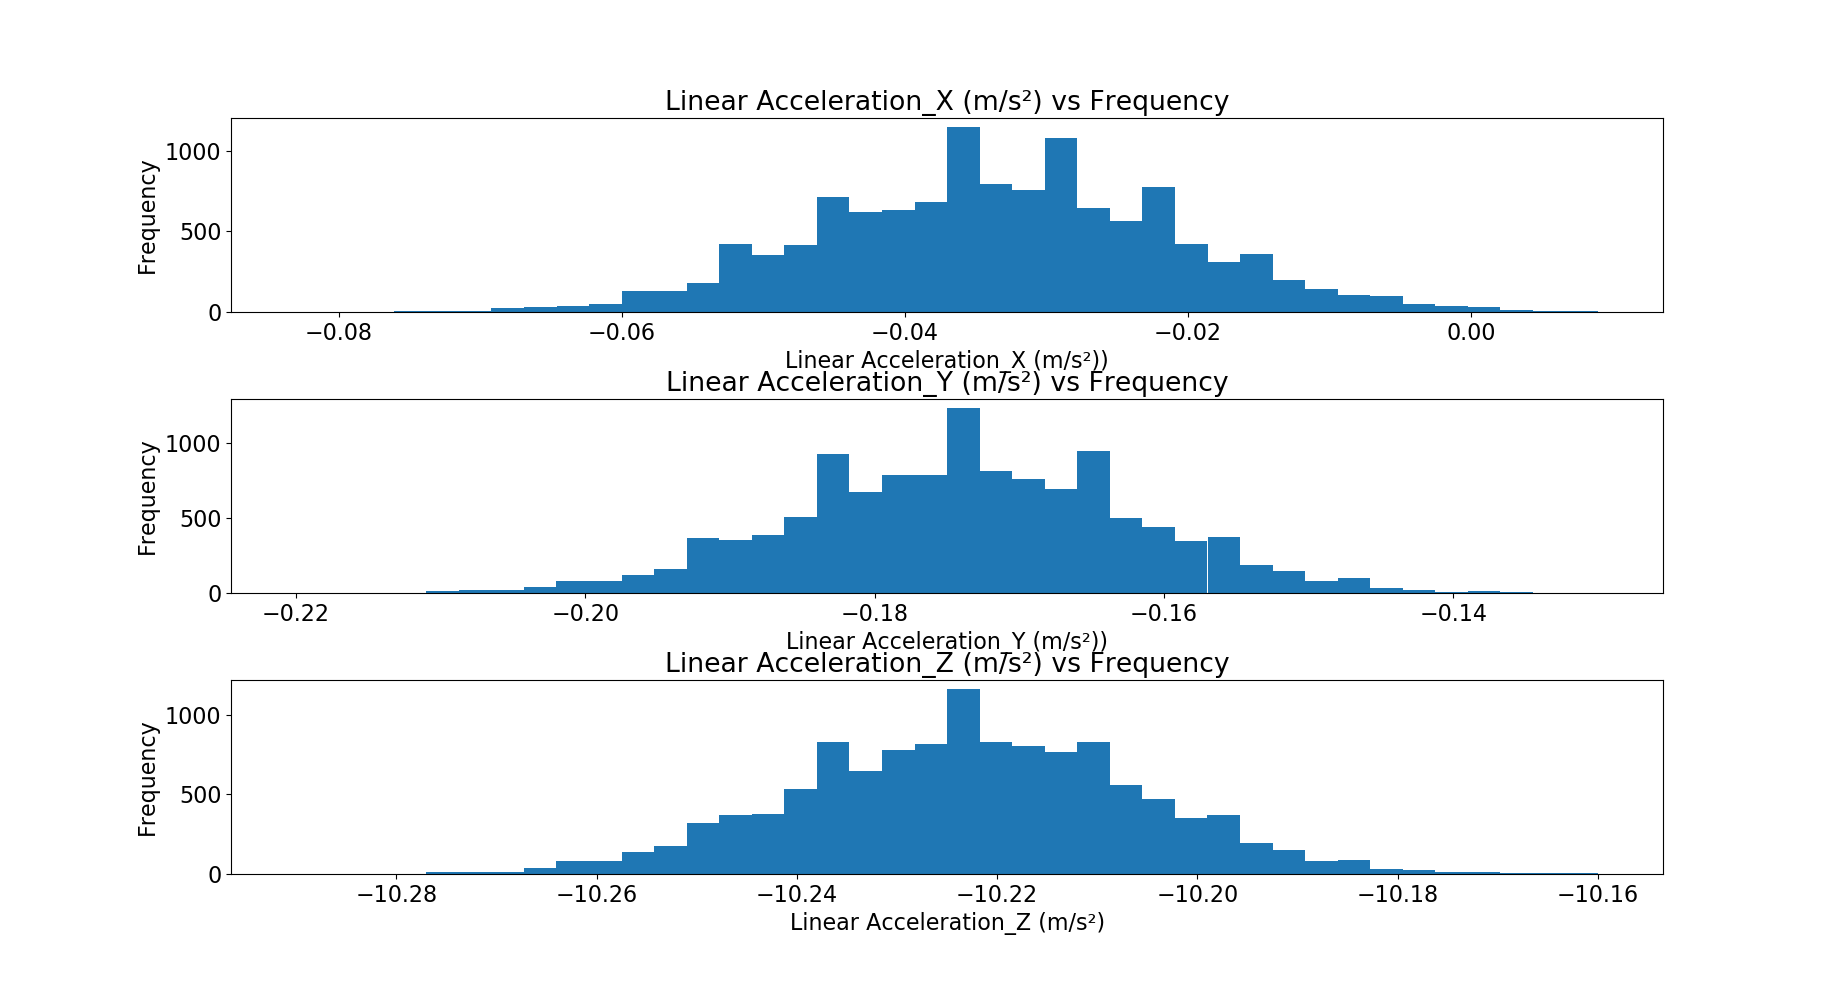 Linear Acceleration_X (m/s²) vs Frequency
1000
500
0
Frequency
−0.08 −0.06 −0.04 −0.02 0.00
Linear Acceleration_X (m/s²))
Linear Acceleration_Y (m/s²) vs Frequency
1000
500
0
Frequency
−0.22 −0.20 −0.18 −0.16 −0.14
Linear Acceleration_Y (m/s²))
Linear Acceleration_Z (m/s²) vs Frequency
1000
500
0
Frequency
−10.28 −10.26 −10.24 −10.22 −10.20 −10.18 −10.16
Linear Acceleration_Z (m/s²)